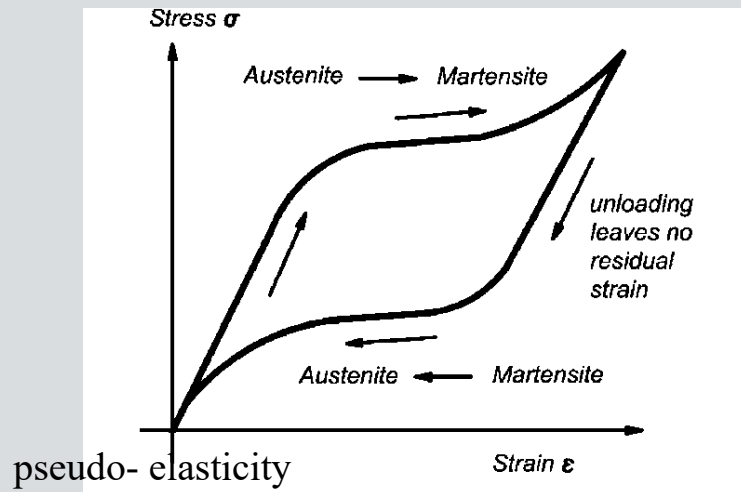 Stress σ
Austenite → Martensite
unloading
leaves no
residual
strain
Austenite ← Martensite
Strain ε
pseudo- elasticity